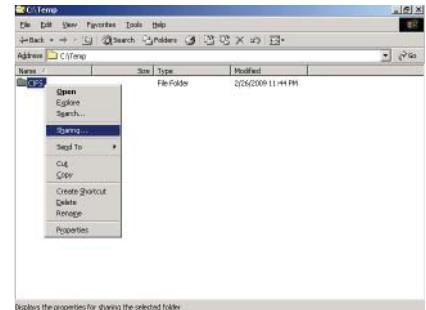 C:\Temp
File Edit View Favorites Tools Help
Back Search Folders
Address C:\Temp Go
Name Size Type Modified
CIFS File Folder 2/26/2009 11:44 PM
Open
Explore
Search...
Sharing...
Send To
Cut
Copy
Create Shortcut
Delete
Rename
Properties
Displays the properties for sharing the selected folder